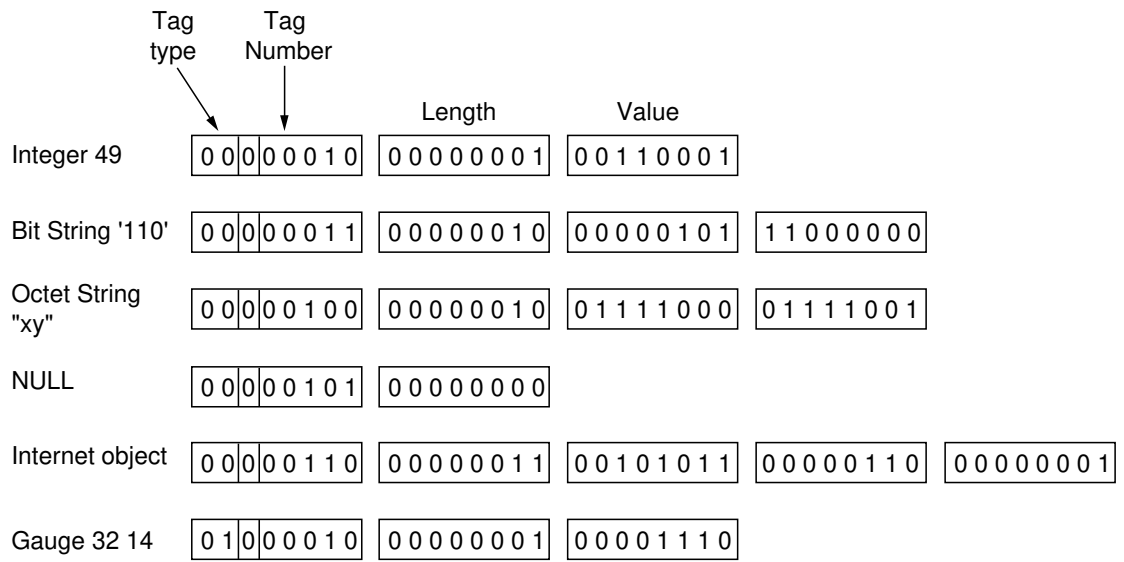 Tag type
Tag Number
Length Value
Integer 49 0 0 0 0 0 0 1 0 0 0 0 0 0 0 0 1 0 0 1 1 0 0 0 1
Bit String '110' 0 0 0 0 0 0 1 1 0 0 0 0 0 0 1 0 0 0 0 0 0 1 0 1 1 1 0 0 0 0 0 0
Octet String "xy" 0 0 0 0 0 1 0 0 0 0 0 0 0 0 1 0 0 1 1 1 1 0 0 0 0 1 1 1 1 0 0 1
NULL 0 0 0 0 0 1 0 1 0 0 0 0 0 0 0 0
Internet object 0 0 0 0 0 1 1 0 0 0 0 0 0 0 1 1 0 0 1 0 1 0 1 1 0 0 0 0 0 1 1 0 0 0 0 0 0 0 0 1
Gauge 32 14 0 1 0 0 0 0 1 0 0 0 0 0 0 0 0 1 0 0 0 0 1 1 1 0